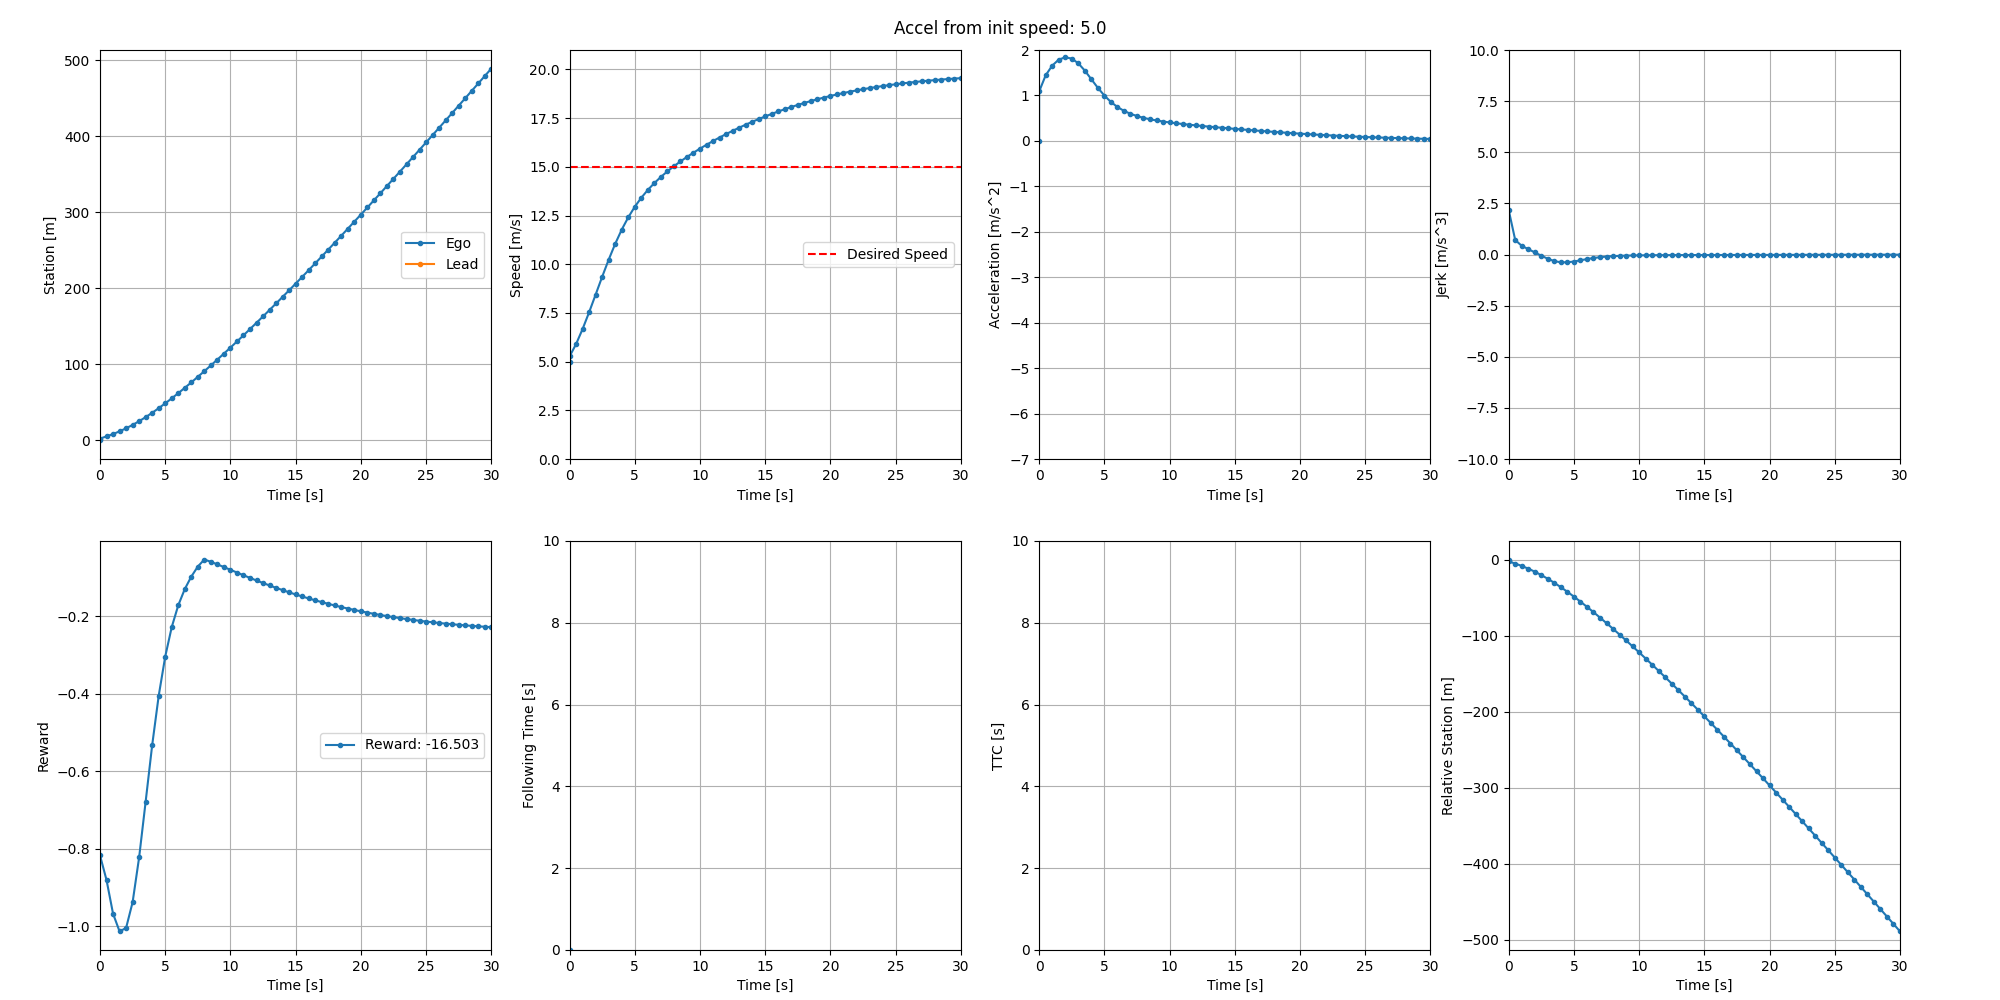 Accel from init speed: 5.0
Station [m]
500
400
300
200
100
0
Ego
Lead
0 5 10 15 20 25 30
Time [s]
Speed [m/s]
20.0
17.5
15.0
12.5
10.0
7.5
5.0
2.5
0.0
Desired Speed
0 5 10 15 20 25 30
Time [s]
Acceleration [m/s^2]
2
1
0
−1
−2
−3
−4
−5
−6
−7
0 5 10 15 20 25 30
Time [s]
Jerk [m/s^3]
10.0
7.5
5.0
2.5
0.0
−2.5
−5.0
−7.5
−10.0
0 5 10 15 20 25 30
Time [s]
Reward
−0.2
−0.4
−0.6
−0.8
−1.0
Reward: -16.503
0 5 10 15 20 25 30
Time [s]
Following Time [s]
10
8
6
4
2
0
0 5 10 15 20 25 30
Time [s]
TTC [s]
10
8
6
4
2
0
0 5 10 15 20 25 30
Time [s]
Relative Station [m]
0
−100
−200
−300
−400
−500
0 5 10 15 20 25 30
Time [s]